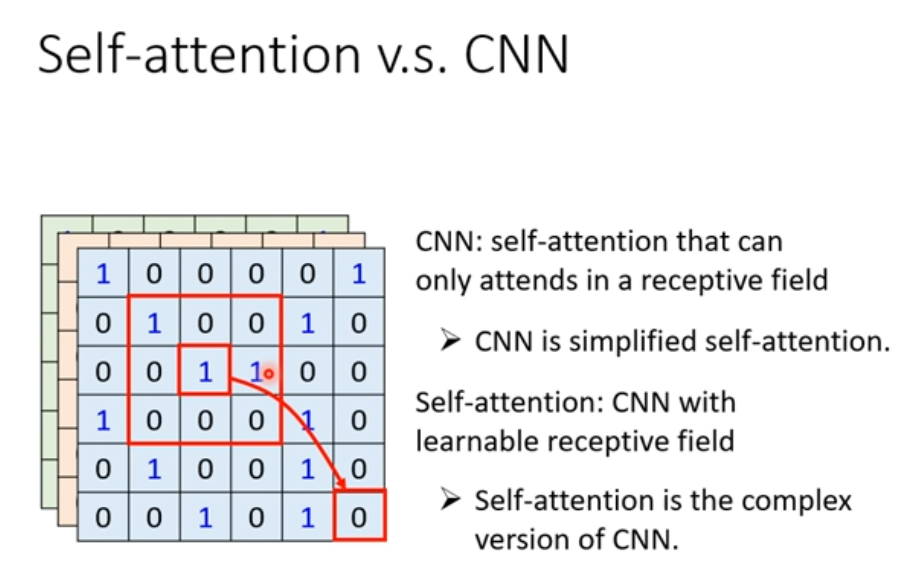 Self-attention v.s. CNN
CNN: self-attention that can
only attends in a receptive field
➤ CNN is simplified self-attention.
Self-attention: CNN with
learnable receptive field
➤ Self-attention is the complex
version of CNN.
1 0 0 0 0 1
0 1 0 0 1 0
0 0 1 1 0 0
1 0 0 0 1 0
0 1 0 0 1 0
0 0 1 0 1 0